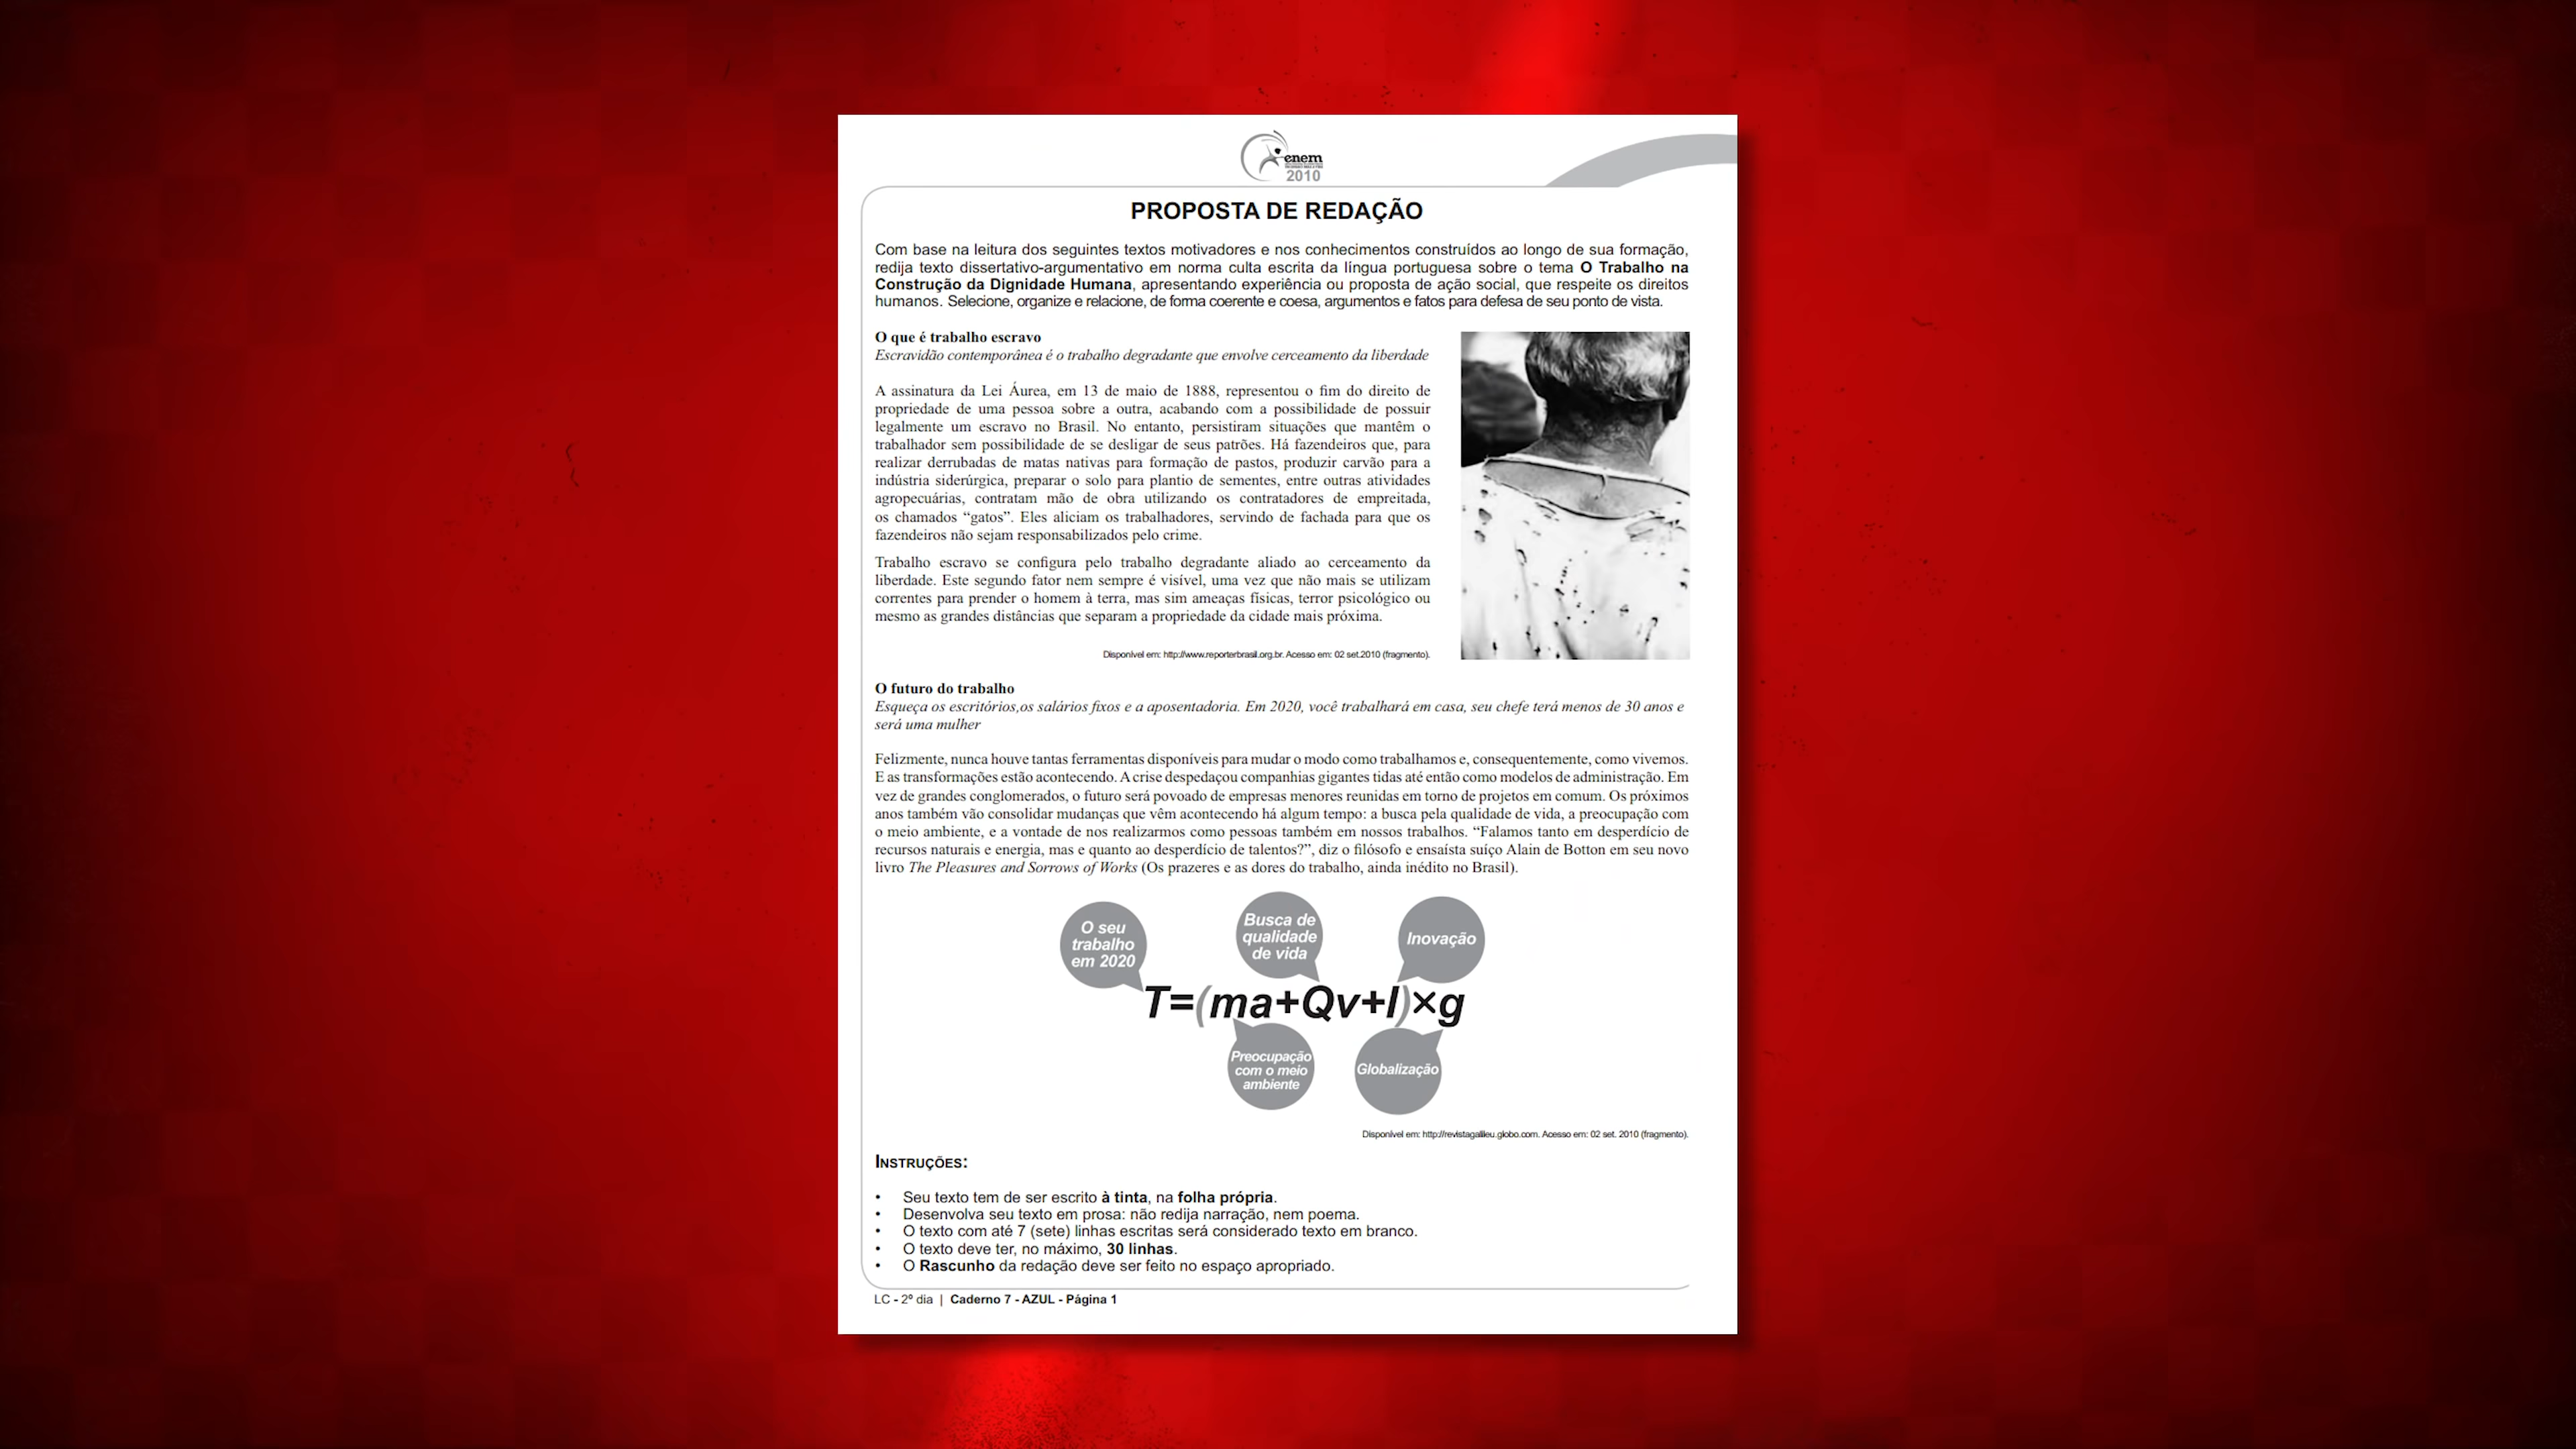 enem
2010
PROPOSTA DE REDAÇÃO
Com base na leitura dos seguintes textos motivadores e nos conhecimentos construídos ao longo de sua formação,
redija texto dissertativo-argumentativo em norma culta escrita da língua portuguesa sobre o tema O Trabalho na
Construção da Dignidade Humana, apresentando experiência ou proposta de ação social, que respeite os direitos
humanos. Selecione, organize e relacione, de forma coerente e coesa, argumentos e fatos para defesa de seu ponto de vista.
O que é trabalho escravo
Escravidão contemporânea é o trabalho degradante que envolve cerceamento da liberdade
A assinatura da Lei Áurea, em 13 de maio de 1888, representou o fim do direito de
propriedade de uma pessoa sobre a outra, acabando com a possibilidade de possuir
legalmente um escravo no Brasil. No entanto, persistiram situações que mantêm o
trabalhador sem possibilidade de se desligar de seus patrões. Há fazendeiros que, para
realizar derrubadas de matas nativas para formação de pastos, produzir carvão para a
indústria siderúrgica, preparar o solo para plantio de sementes, entre outras atividades
agropecuárias, contratam mão de obra utilizando os contratadores de empreitada,
os chamados “gatos”. Eles aliciam os trabalhadores, servindo de fachada para que os
fazendeiros não sejam responsabilizados pelo crime.
Trabalho escravo se configura pelo trabalho degradante aliado ao cerceamento da
liberdade. Este segundo fator nem sempre é visível, uma vez que não mais se utilizam
correntes para prender o homem à terra, mas sim ameaças físicas, terror psicológico ou
mesmo as grandes distâncias que separam a propriedade da cidade mais próxima.
Disponível em: http://www.reporterbrasil.org.br. Acesso em: 02 set.2010 (fragmento).
O futuro do trabalho
Esqueça os escritórios,os salários fixos e a aposentadoria. Em 2020, você trabalhará em casa, seu chefe terá menos de 30 anos e
será uma mulher
Felizmente, nunca houve tantas ferramentas disponíveis para mudar o modo como trabalhamos e, consequentemente, como vivemos.
E as transformações estão acontecendo. A crise despedaçou companhias gigantes tidas até então como modelos de administração. Em
vez de grandes conglomerados, o futuro será povoado de empresas menores reunidas em torno de projetos em comum. Os próximos
anos também vão consolidar mudanças que vêm acontecendo há algum tempo: a busca pela qualidade de vida, a preocupação com
o meio ambiente, e a vontade de nos realizarmos como pessoas também em nossos trabalhos. “Falamos tanto em desperdício de
recursos naturais e energia, mas e quanto ao desperdício de talentos?”, diz o filósofo e ensaísta suíço Alain de Botton em seu novo
livro The Pleasures and Sorrows of Works (Os prazeres e as dores do trabalho, ainda inédito no Brasil).
O seu
trabalho
em 2020
Busca de
qualidade
de vida
Inovação
T=(ma+Qv+I)×g
Preocupação
com o meio
ambiente
Globalização
Disponível em: http://revistagalileu.globo.com. Acesso em: 02 set. 2010 (fragmento).
INSTRUÇÕES:
• Seu texto tem de ser escrito à tinta, na folha própria.
• Desenvolva seu texto em prosa: não redija narração, nem poema.
• O texto com até 7 (sete) linhas escritas será considerado texto em branco.
• O texto deve ter, no máximo, 30 linhas.
• O Rascunho da redação deve ser feito no espaço apropriado.
LC - 2º dia | Caderno 7 - AZUL - Página 1